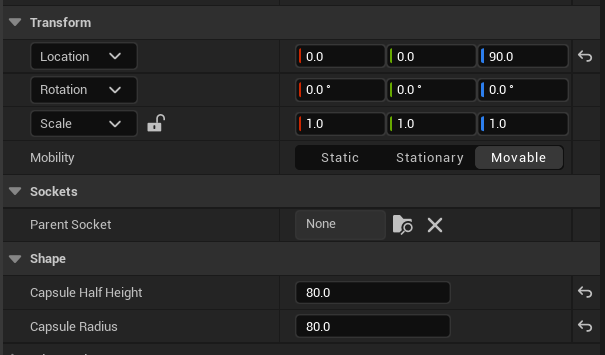 Transform
Location 0.0 0.0 90.0
Rotation 0.0 ° 0.0 ° 0.0 °
Scale 1.0 1.0 1.0
Mobility Static Stationary Movable
Sockets
Parent Socket None
Shape
Capsule Half Height 80.0
Capsule Radius 80.0